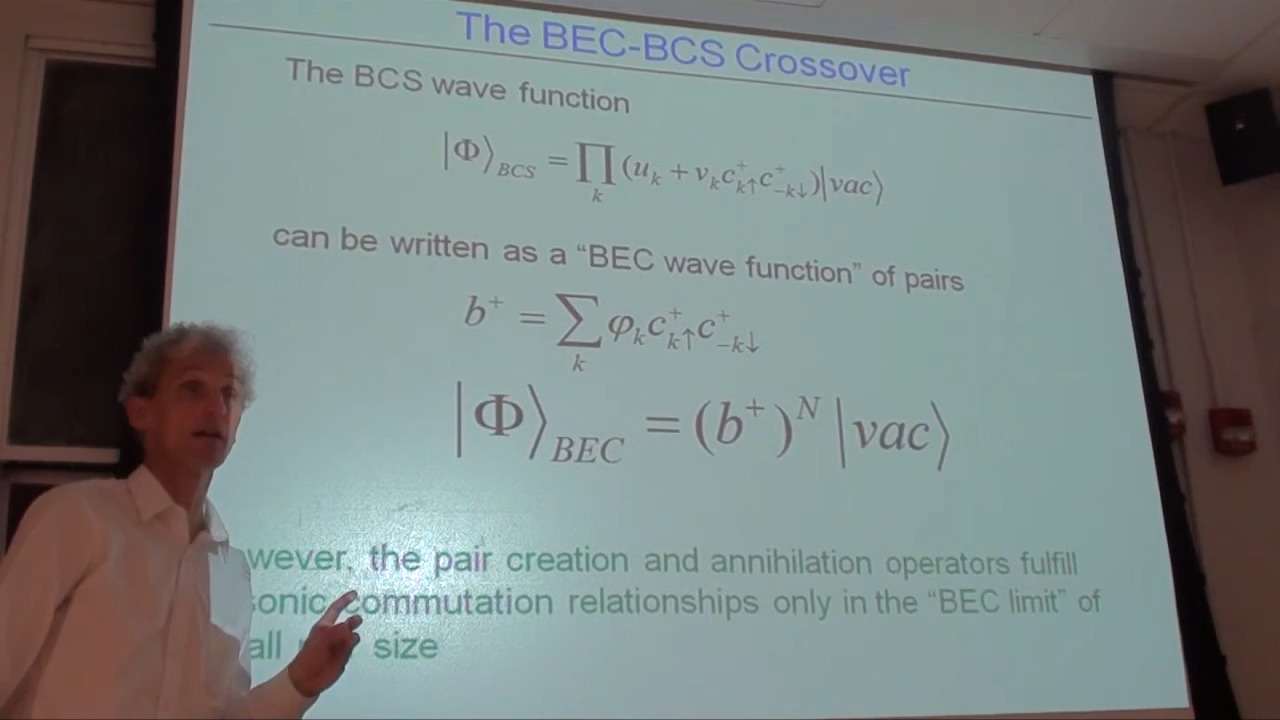 The BEC-BCS Crossover
The BCS wave function
|Φ⟩_BCS = ∏_k (u_k + v_k c⁺_k↑ c⁺_-k↓)|vac⟩
can be written as a “BEC wave function” of pairs
b⁺ = ∑_k φ_k c⁺_k↑ c⁺_-k↓
|Φ⟩_BEC = (b⁺)^N |vac⟩
wever, the pair creation and annihilation operators fulfill
onic commutation relationships only in the “BEC limit” of
all size